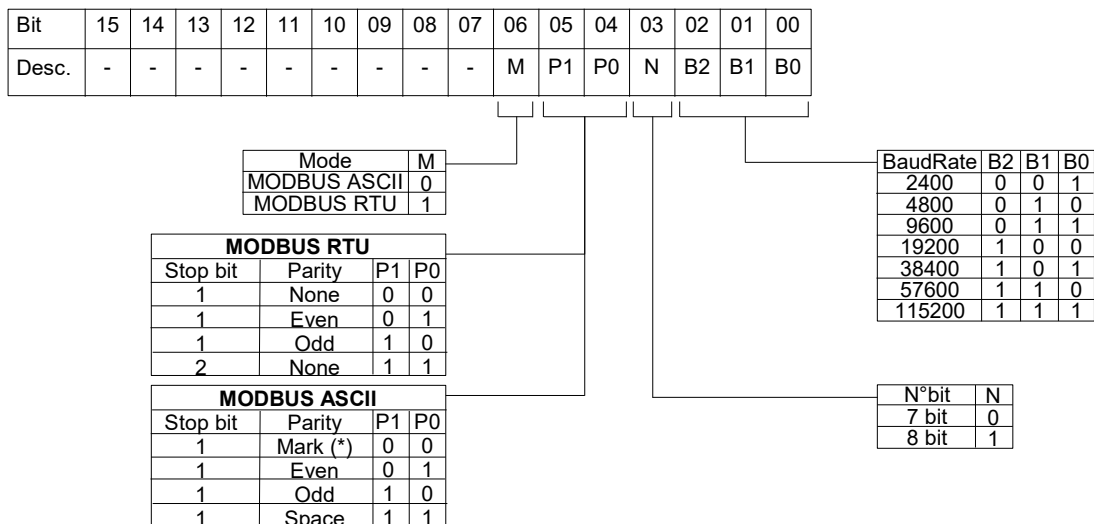 Bit 15 14 13 12 11 10 09 08 07 06 05 04 03 02 01 00
Desc. - - - - - - - - - M P1 P0 N B2 B1 B0
Mode M
MODBUS ASCII 0
MODBUS RTU 1
MODBUS RTU
Stop bit Parity P1 P0
1 None 0 0
1 Even 0 1
1 Odd 1 0
2 None 1 1
MODBUS ASCII
Stop bit Parity P1 P0
1 Mark (*) 0 0
1 Even 0 1
1 Odd 1 0
1 Space 1 1
BaudRate B2 B1 B0
2400 0 0 1
4800 0 1 0
9600 0 1 1
19200 1 0 0
38400 1 0 1
57600 1 1 0
115200 1 1 1
N°bit N
7 bit 0
8 bit 1